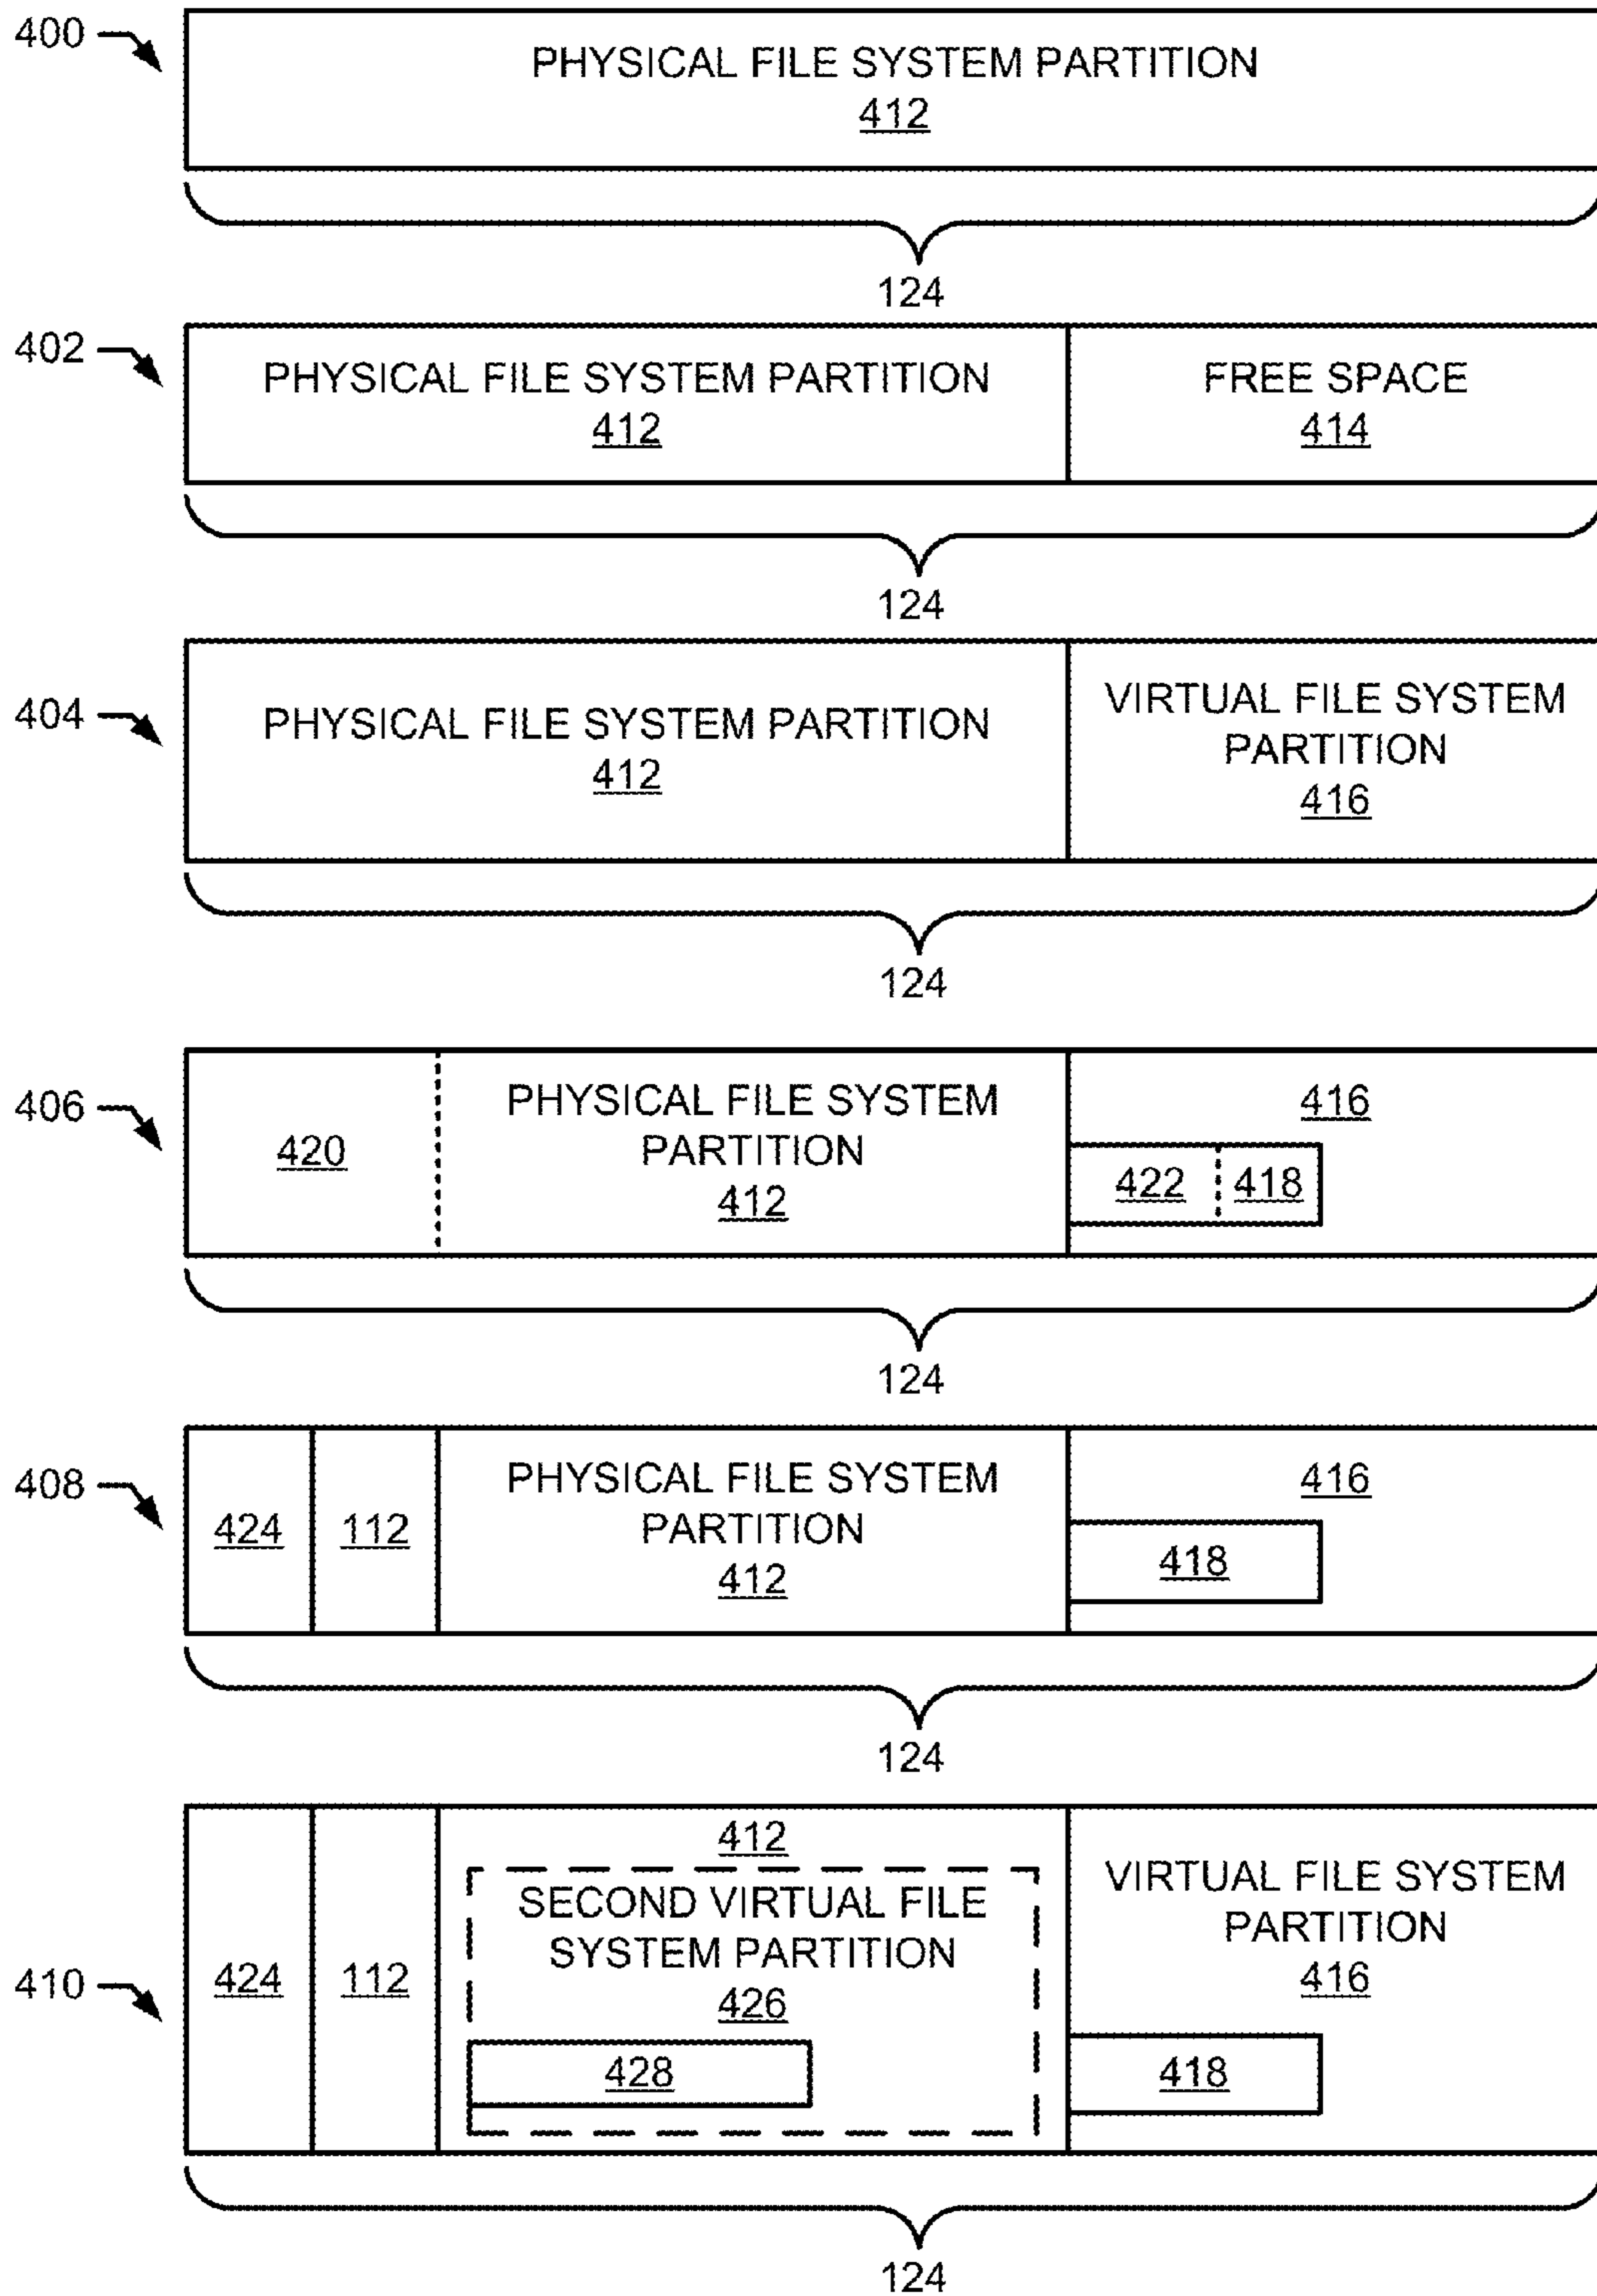 400
PHYSICAL FILE SYSTEM PARTITION
412
124
402
PHYSICAL FILE SYSTEM PARTITION
412
FREE SPACE
414
124
404
PHYSICAL FILE SYSTEM PARTITION
412
VIRTUAL FILE SYSTEM
PARTITION
416
124
406
420
PHYSICAL FILE SYSTEM
PARTITION
412
416
422
418
124
408
424
112
PHYSICAL FILE SYSTEM
PARTITION
412
416
418
124
410
424
112
412
SECOND VIRTUAL FILE
SYSTEM PARTITION
426
428
VIRTUAL FILE SYSTEM
PARTITION
416
418
124